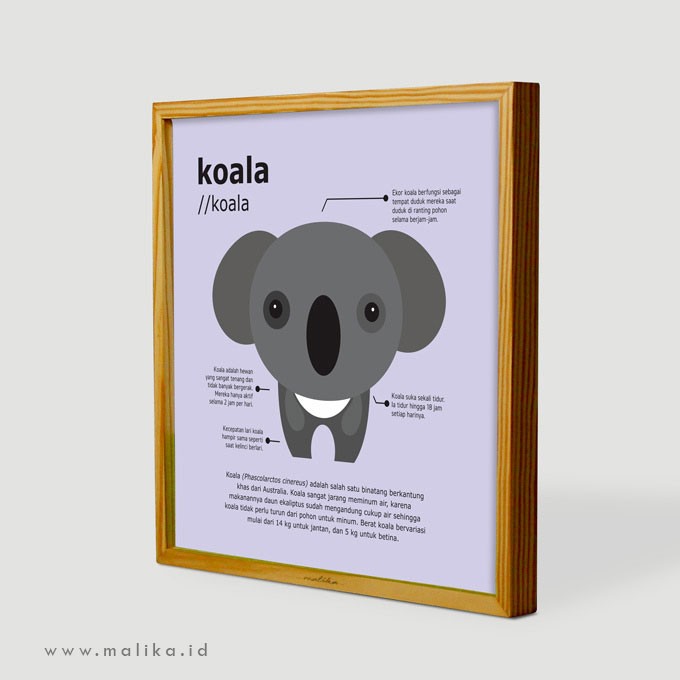 koala
//koala
Ekor koala berfungsi sebagai
tempat duduk mereka saat
duduk di ranting pohon
selama berjam-jam.
Koala adalah hewan
yang sangat tenang dan
tidak banyak bergerak.
Mereka hanya aktif
selama 2 jam per hari.
Koala suka sekali tidur.
Ia tidur hingga 18 jam
setiap harinya.
Kecepatan lari koala
hampir sama seperti
saat kelinci berlari.
Koala (Phascolarctos cinereus) adalah salah satu binatang berkantung
khas dari Australia. Koala sangat jarang meminum air, karena
makanannya daun ekaliptus sudah mengandung cukup air sehingga
koala tidak perlu turun dari pohon untuk minum. Berat koala bervariasi
mulai dari 14 kg untuk jantan, dan 5 kg untuk betina.
malika
www.malika.id